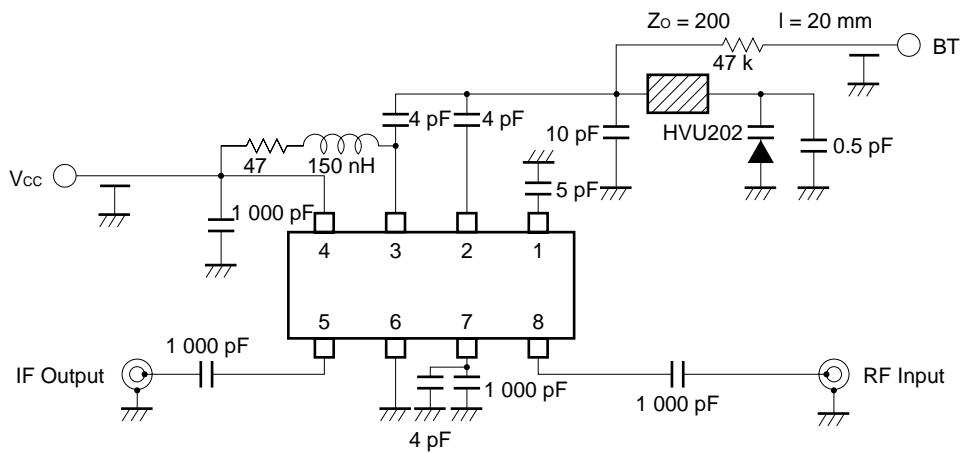 ZO = 200 l = 20 mm
47 k
BT
4 pF 4 pF
10 pF
HVU202
0.5 pF
47
150 nH
5 pF
VCC
1 000 pF
4 3 2 1
5 6 7 8
1 000 pF
IF Output
1 000 pF
4 pF
1 000 pF
RF Input